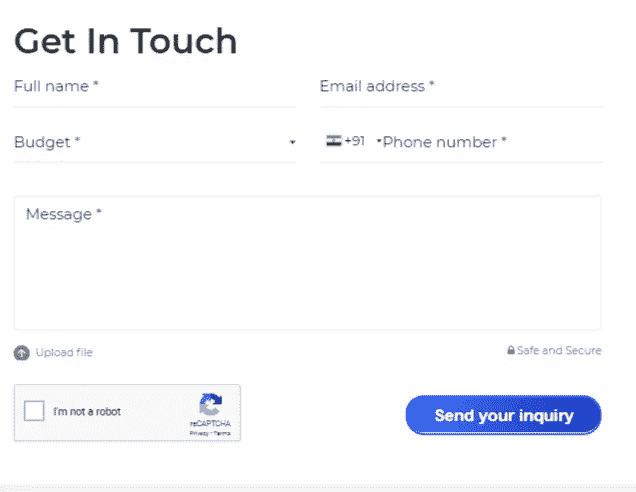 Get In Touch
Full name *
Email address *
Budget *
+91 Phone number *
Message *
Upload file
Safe and Secure
I'm not a robot
reCAPTCHA
Privacy - Terms
Send your inquiry